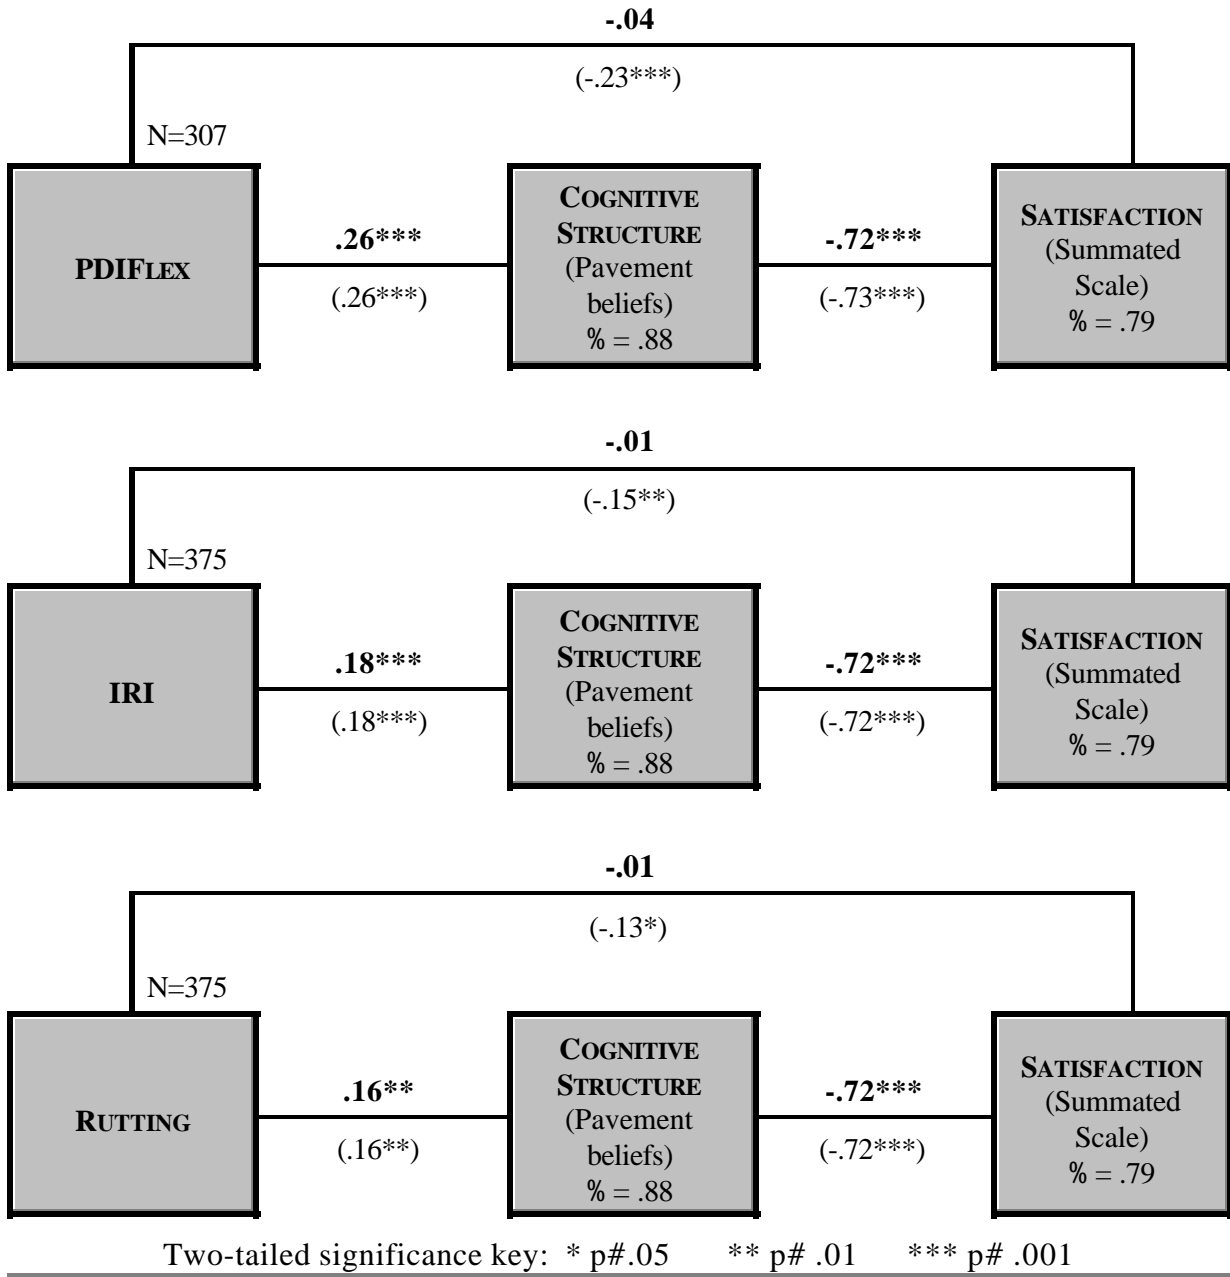 -.04
(-.23***)
N=307
PDIFLEX
.26***
(.26***)
COGNITIVE
STRUCTURE
(Pavement
beliefs)
% = .88
-.72***
(-.73***)
SATISFACTION
(Summated
Scale)
% = .79
-.01
(-.15**)
N=375
IRI
.18***
(.18***)
COGNITIVE
STRUCTURE
(Pavement
beliefs)
% = .88
-.72***
(-.72***)
SATISFACTION
(Summated
Scale)
% = .79
-.01
(-.13*)
N=375
RUTTING
.16**
(.16**)
COGNITIVE
STRUCTURE
(Pavement
beliefs)
% = .88
-.72***
(-.72***)
SATISFACTION
(Summated
Scale)
% = .79
Two-tailed significance key: * p#.05 ** p# .01 *** p# .001